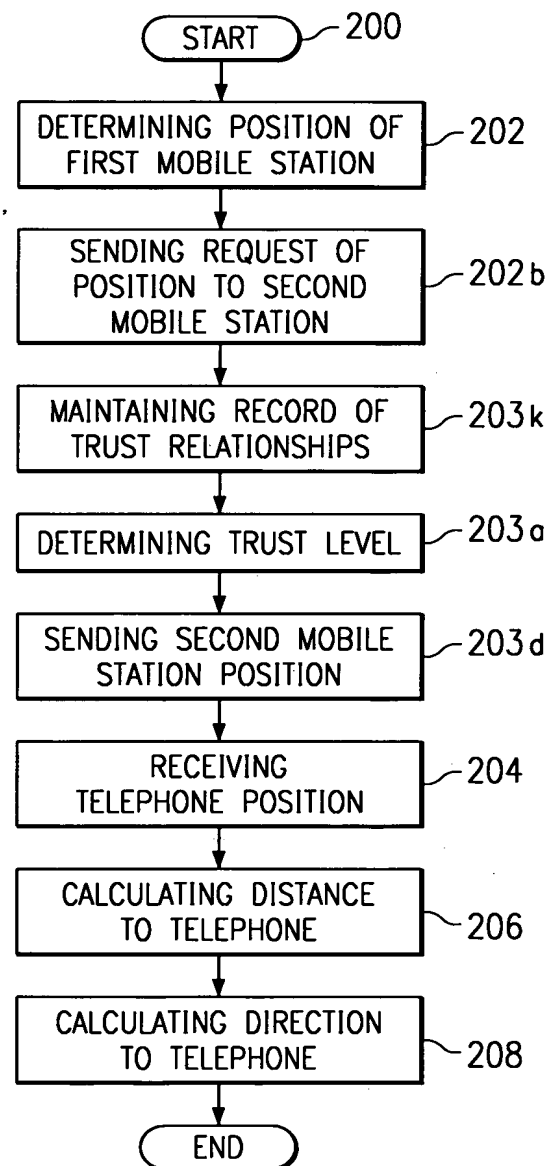 START
200
DETERMINING POSITION OF
FIRST MOBILE STATION
202
SENDING REQUEST OF
POSITION TO SECOND
MOBILE STATION
202b
MAINTAINING RECORD OF
TRUST RELATIONSHIPS
203k
DETERMINING TRUST LEVEL
203a
SENDING SECOND MOBILE
STATION POSITION
203d
RECEIVING
TELEPHONE POSITION
204
CALCULATING DISTANCE
TO TELEPHONE
206
CALCULATING DIRECTION
TO TELEPHONE
208
END